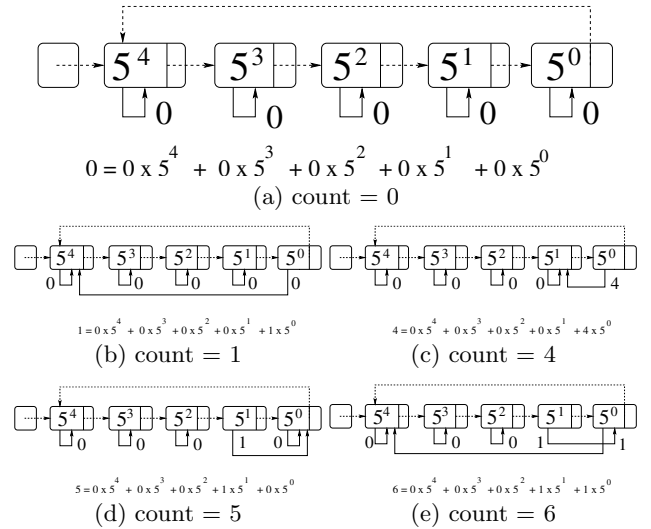 5^4 5^3 5^2 5^1 5^0
0 0 0 0 0
0 = 0 x 5^4 + 0 x 5^3 + 0 x 5^2 + 0 x 5^1 + 0 x 5^0
(a) count = 0
5^4 5^3 5^2 5^1 5^0
0 0 0 0 0
1 = 0 x 5^4 + 0 x 5^3 + 0 x 5^2 + 0 x 5^1 + 1 x 5^0
(b) count = 1
5^4 5^3 5^2 5^1 5^0
0 0 0 0 4
4 = 0 x 5^4 + 0 x 5^3 + 0 x 5^2 + 0 x 5^1 + 4 x 5^0
(c) count = 4
5^4 5^3 5^2 5^1 5^0
0 0 0 1 0
5 = 0 x 5^4 + 0 x 5^3 + 0 x 5^2 + 1 x 5^1 + 0 x 5^0
(d) count = 5
5^4 5^3 5^2 5^1 5^0
0 0 0 1 1
6 = 0 x 5^4 + 0 x 5^3 + 0 x 5^2 + 1 x 5^1 + 1 x 5^0
(e) count = 6